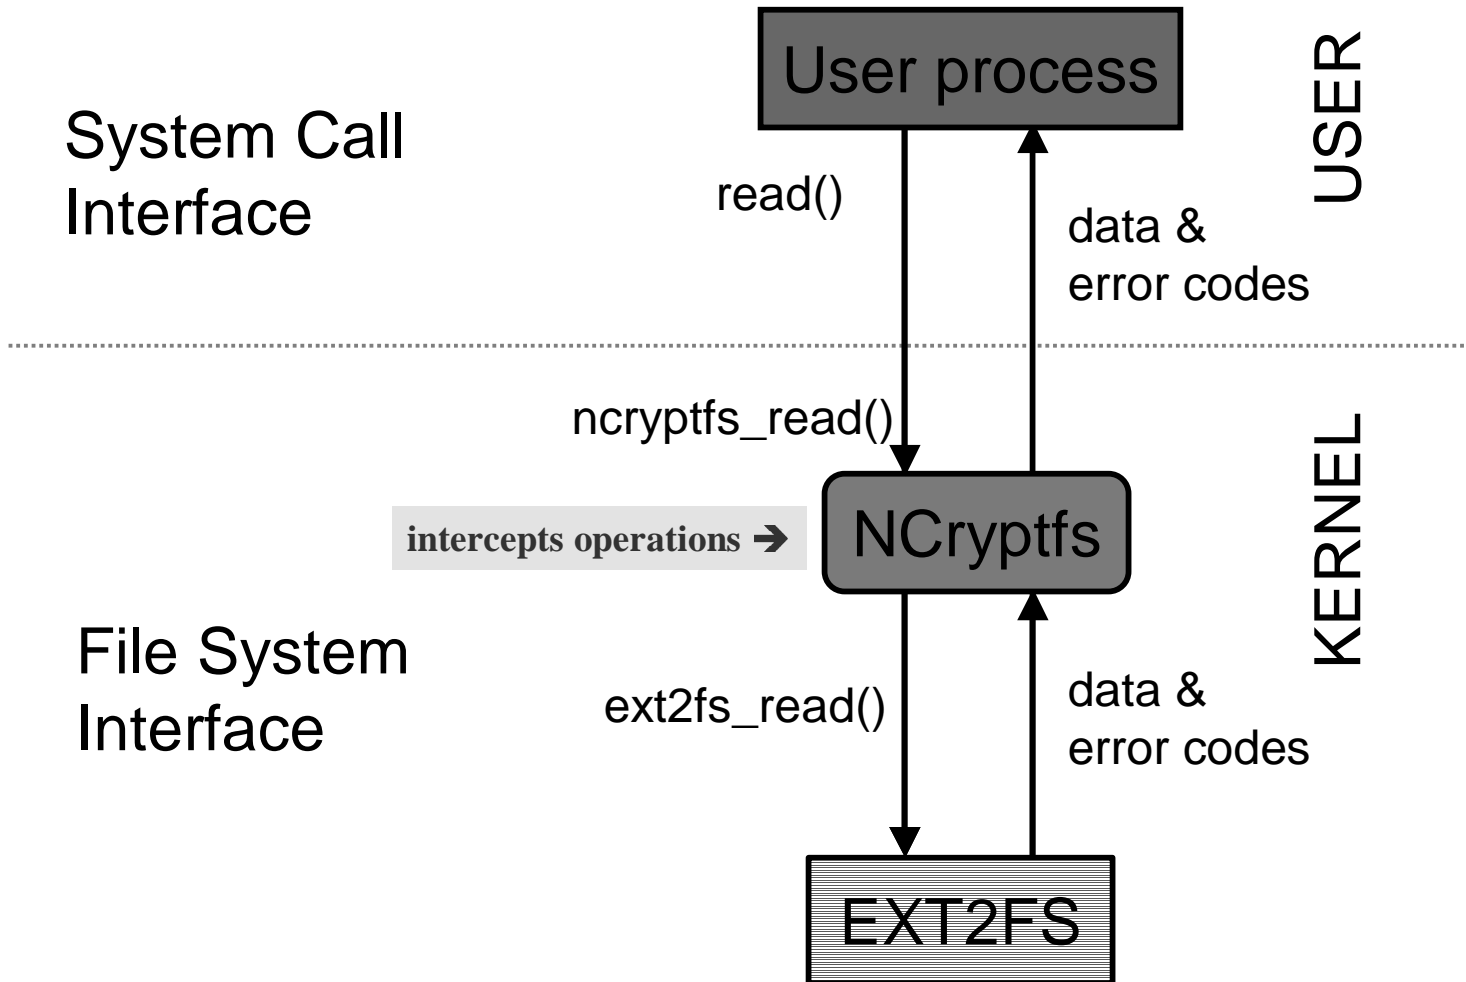 User process
USER
System Call
Interface
read()
data &
error codes
ncryptfs_read()
KERNEL
intercepts operations ➔
NCryptfs
File System
Interface
ext2fs_read()
data &
error codes
EXT2FS